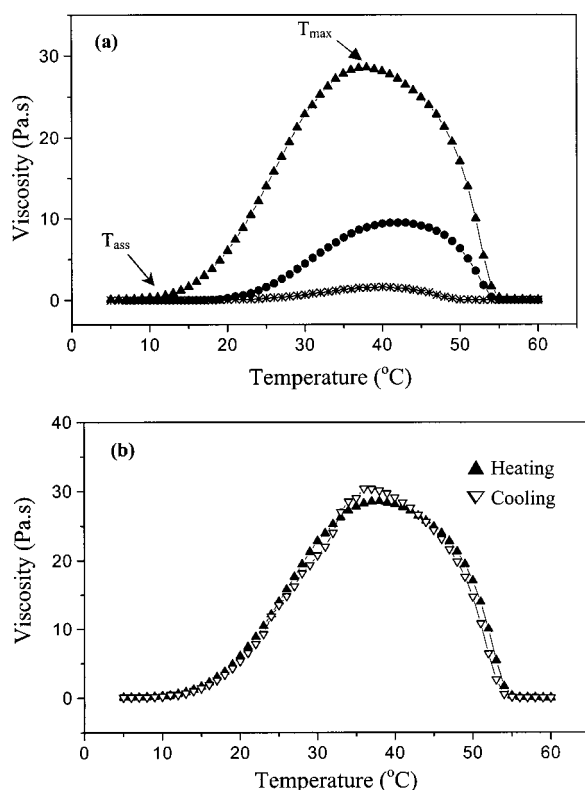 (a)
T_max
T_ass
30
20
10
0
Viscosity (Pa.s)
0 10 20 30 40 50 60
Temperature (°C)
(b)
▲ Heating
▽ Cooling
40
30
20
10
0
Viscosity (Pa.s)
0 10 20 30 40 50 60
Temperature (°C)